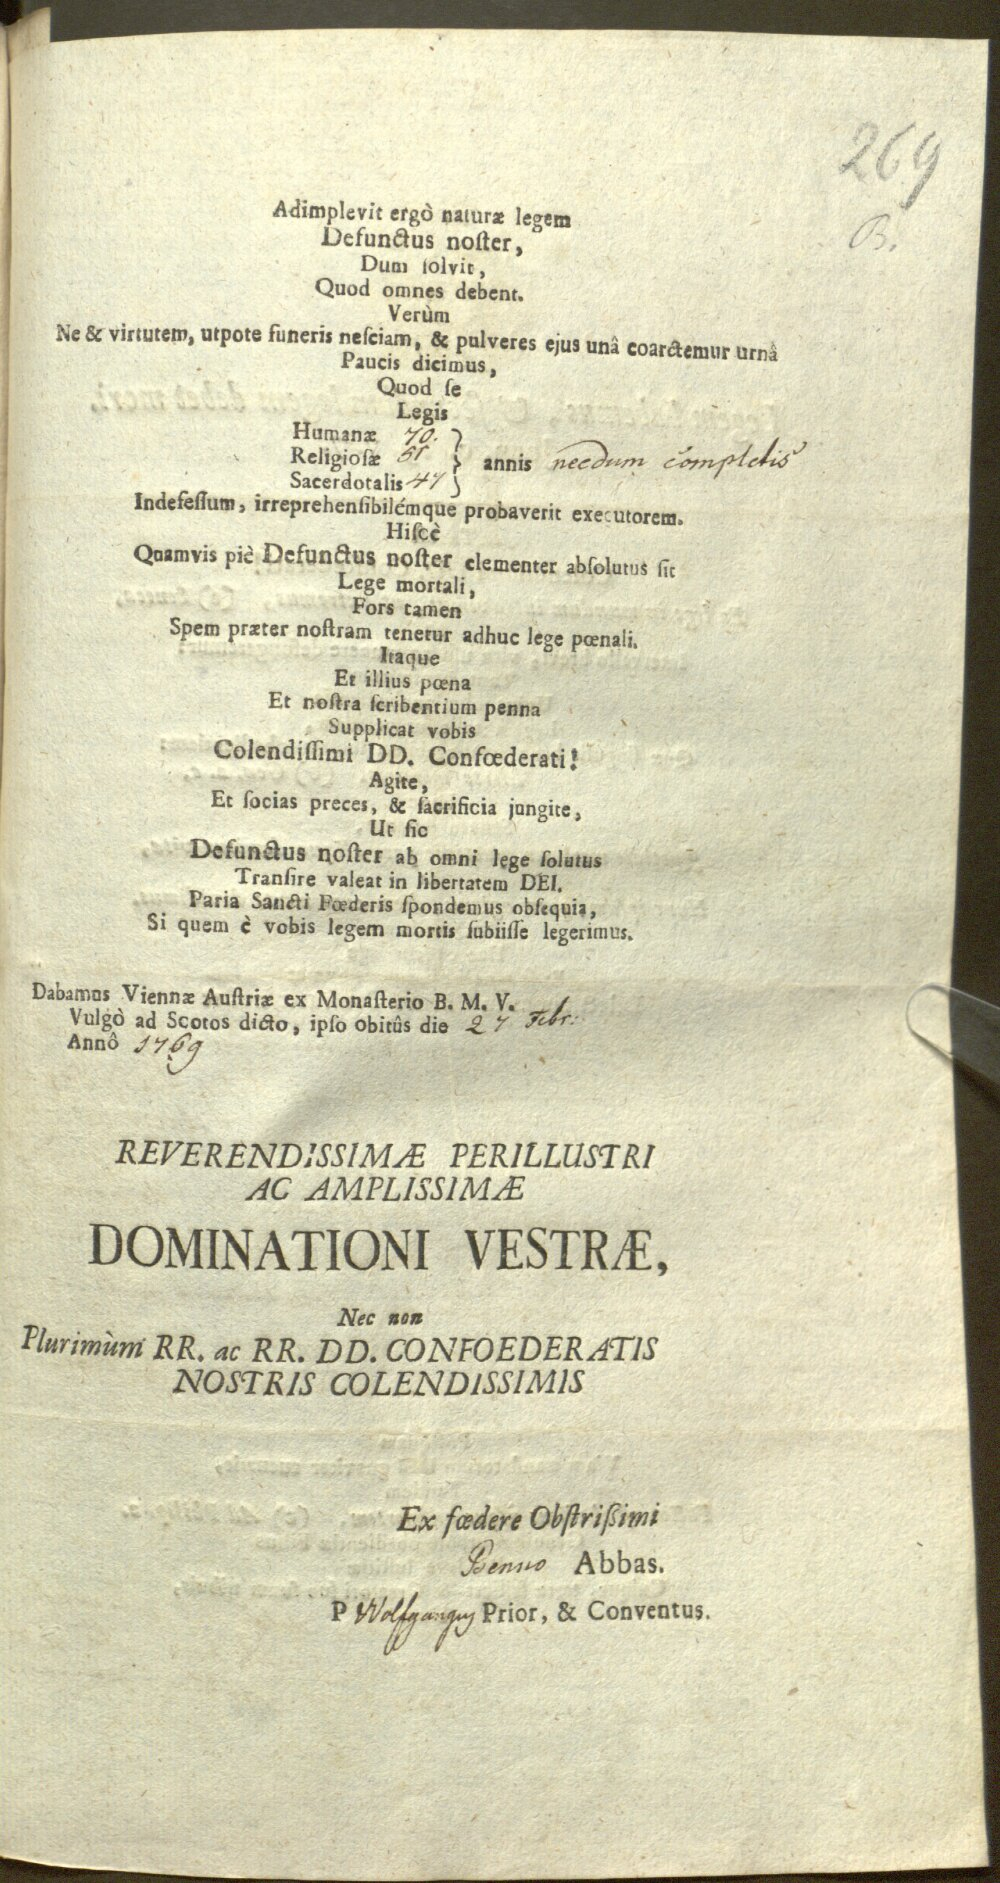 269
B.
Adimplevit ergò naturæ legem
Defunctus noſter,
Dum ſolvit,
Quod omnes debent.
Verùm
Ne & virtutem, utpote funeris neſciam, & pulveres ejus unâ coarctemur urnâ
Paucis dicimus,
Quod ſe
Legis
Humanæ 70.
Religioſæ 51 } annis necdum completis
Sacerdotalis 47
Indefeſſum, irreprehenſibilémque probaverit executorem.
Hiſcè
Quamvis piè Defunctus noſter clementer abſolutus ſit
Lege mortali,
Fors tamen
Spem præter noſtram tenetur adhuc lege pœnali.
Itaque
Et illius pœna
Et noſtra ſcribentium penna
Supplicat vobis
Colendiſſimi DD. Confœderati!
Agite,
Et ſocias preces, & ſacrificia jungite,
Ut ſic
Defunctus noſter ab omni lege ſolutus
Tranſire valeat in libertatem DEI.
Paria Sancti Fœderis ſpondemus obſequia,
Si quem è vobis legem mortis ſubiiſſe legerimus.
Dabamus Viennæ Auſtriæ ex Monaſterio B. M. V.
Vulgò ad Scotos dicto, ipſo obitûs die 27 Febr:
Annô 1769
REVERENDISSIMÆ PERILLUSTRI
AC AMPLISSIMÆ
DOMINATIONI VESTRÆ,
Nec non
Plurimùm RR. ac RR. DD. CONFOEDERATIS
NOSTRIS COLENDISSIMIS
Ex fœdere Obſtriſſimi
Benno Abbas.
P Wolfgangus Prior, & Conventus.